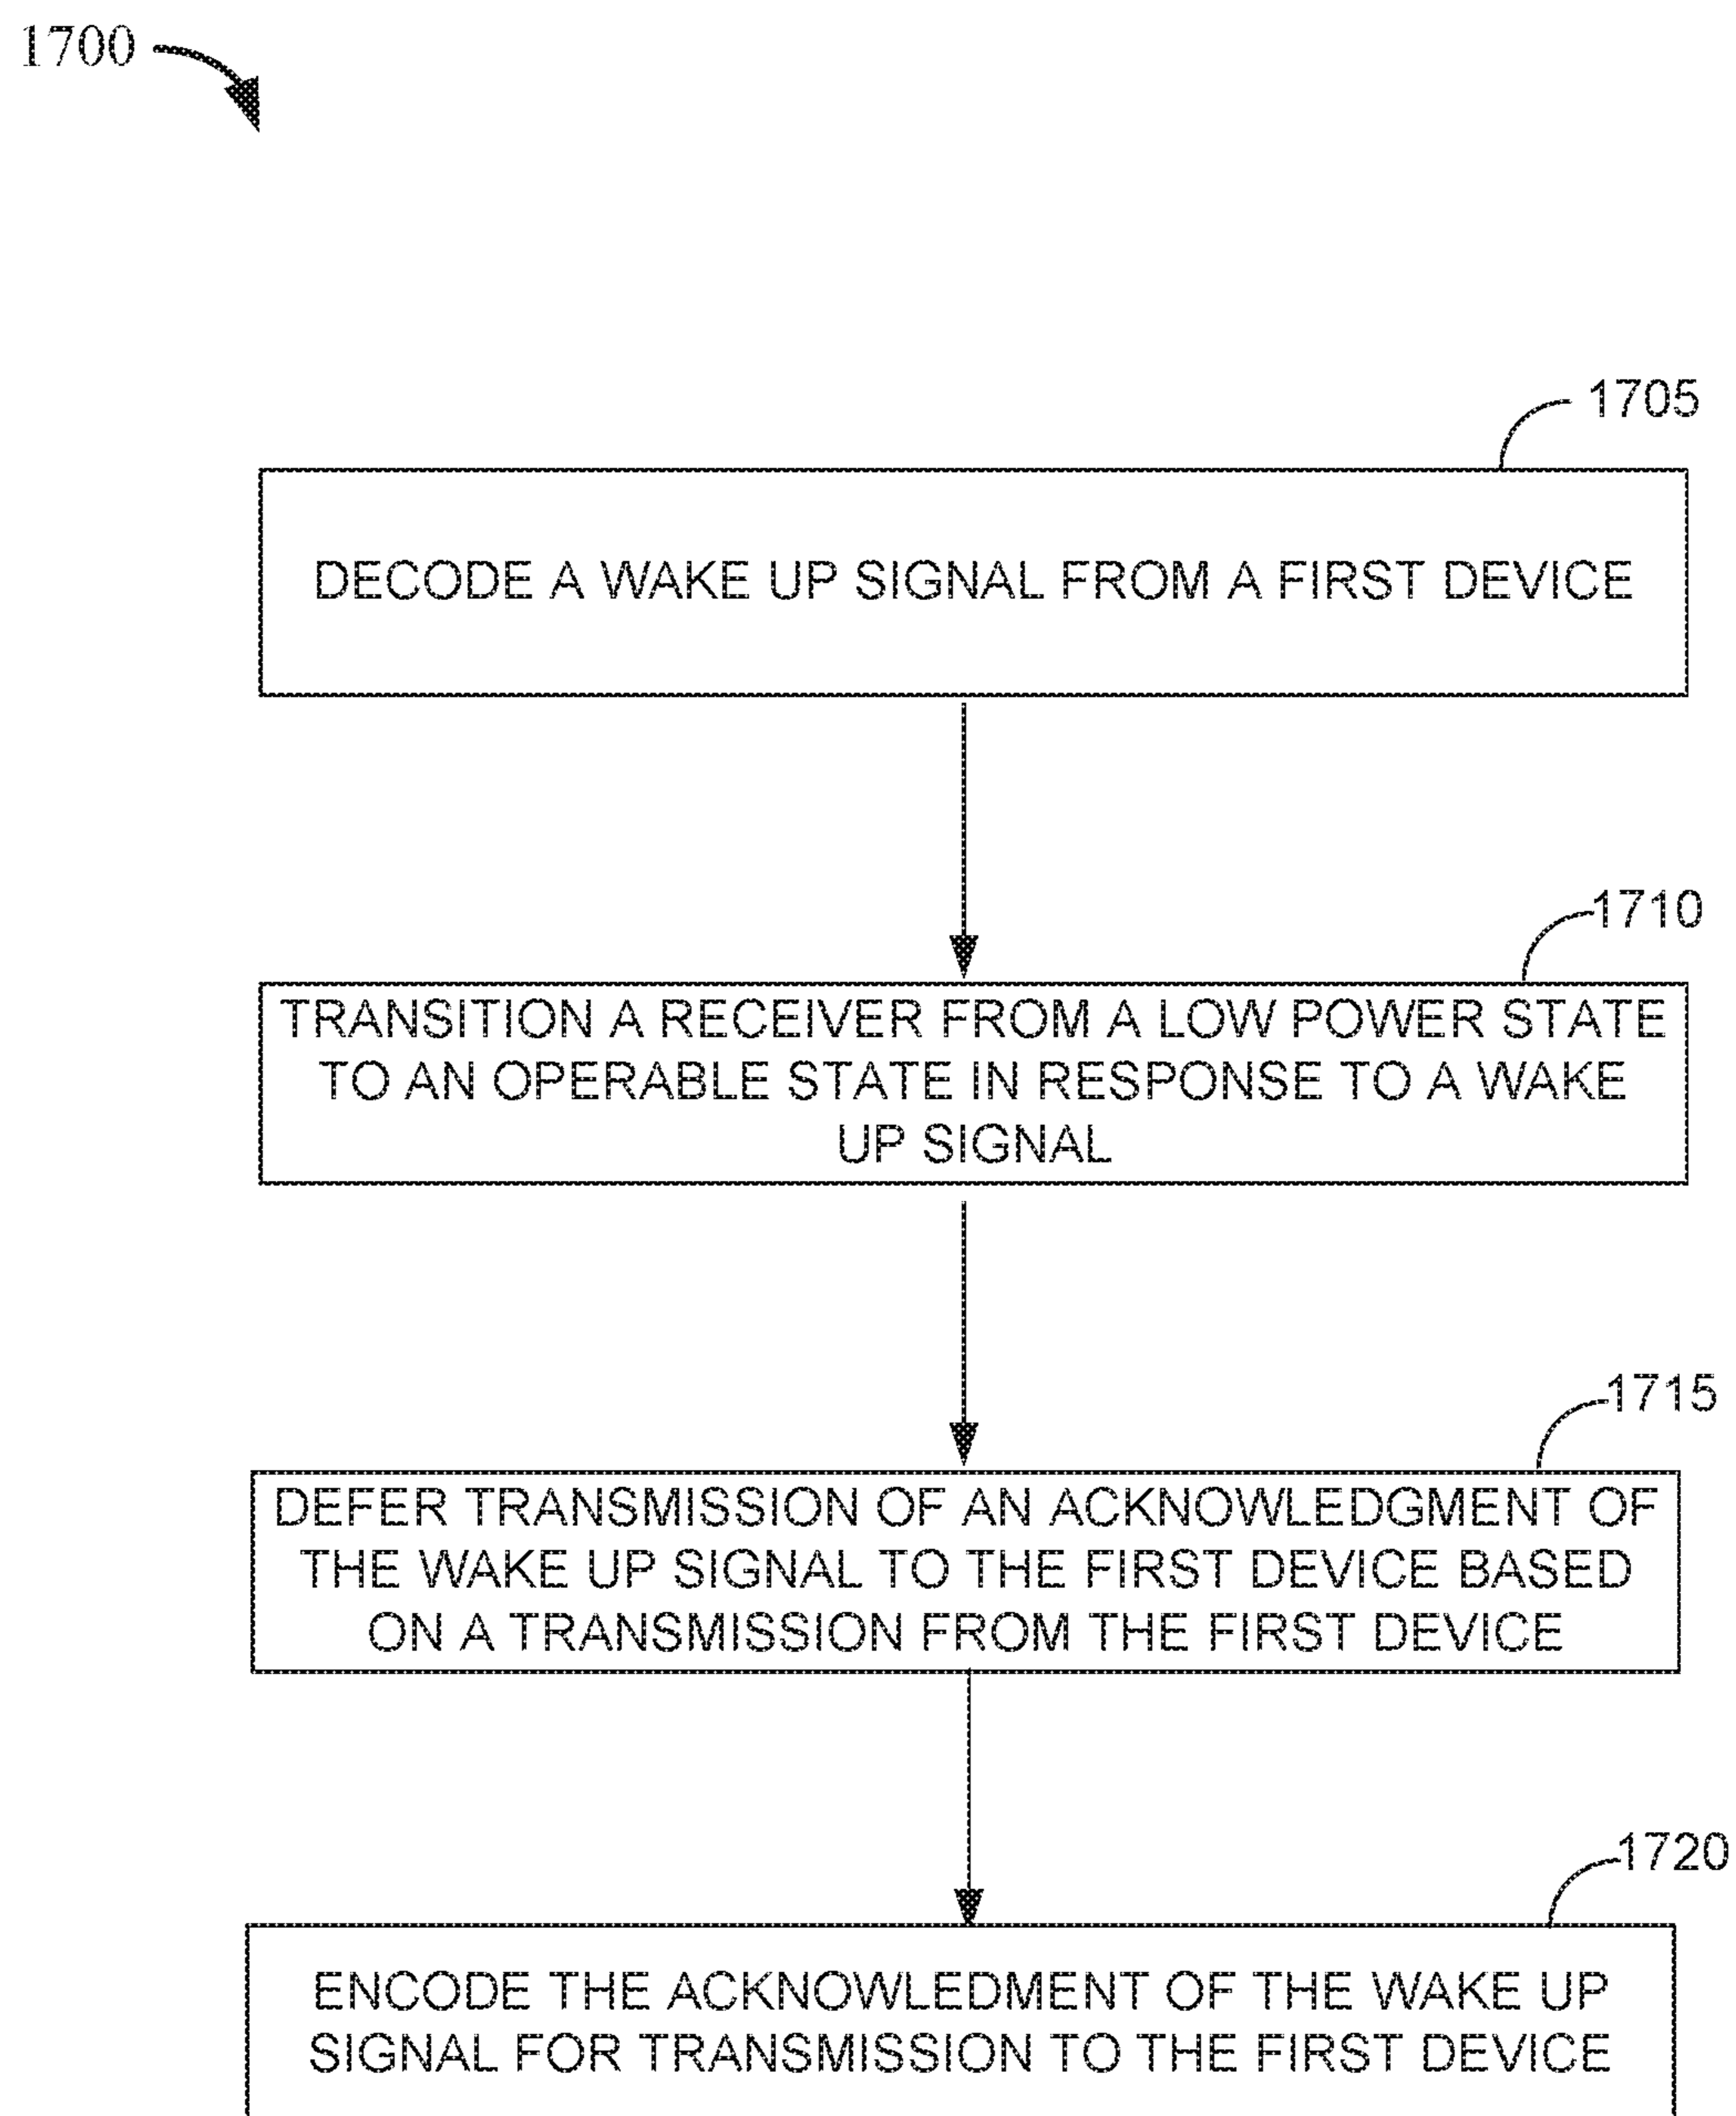 1700
1705
DECODE A WAKE UP SIGNAL FROM A FIRST DEVICE
1710
TRANSITION A RECEIVER FROM A LOW POWER STATE
TO AN OPERABLE STATE IN RESPONSE TO A WAKE
UP SIGNAL
1715
DEFER TRANSMISSION OF AN ACKNOWLEDGMENT OF
THE WAKE UP SIGNAL TO THE FIRST DEVICE BASED
ON A TRANSMISSION FROM THE FIRST DEVICE
1720
ENCODE THE ACKNOWLEDMENT OF THE WAKE UP
SIGNAL FOR TRANSMISSION TO THE FIRST DEVICE